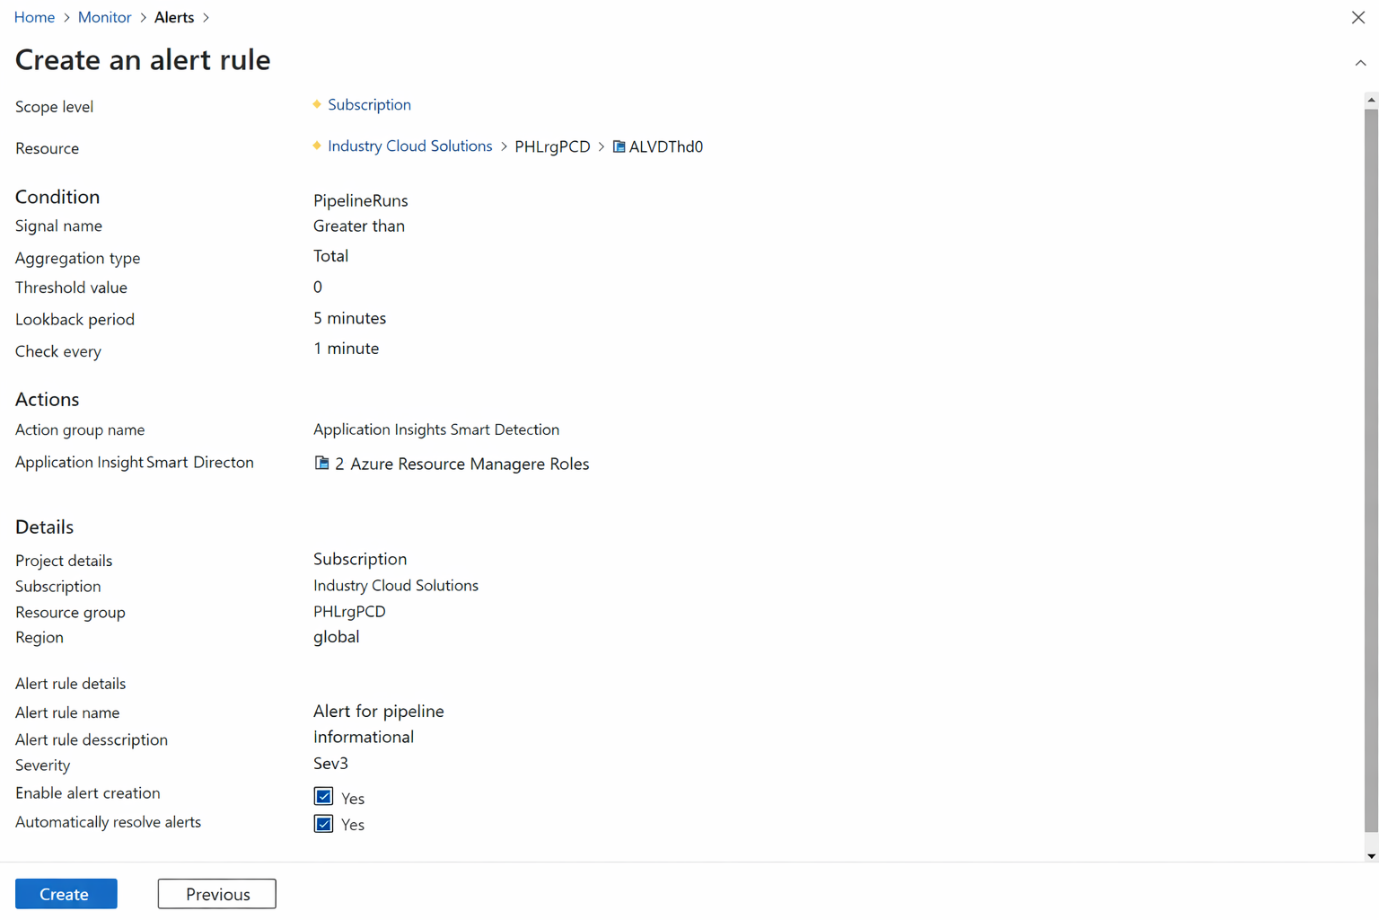 Home > Monitor > Alerts >
Create an alert rule
Scope level Subscription
Resource Industry Cloud Solutions > PHLrgPCD > ALVDThd0
Condition PipelineRuns
Signal name Greater than
Aggregation type Total
Threshold value 0
Lookback period 5 minutes
Check every 1 minute
Actions
Action group name Application Insights Smart Detection
Application Insight Smart Directon 2 Azure Resource Managere Roles
Details
Project details Subscription
Subscription Industry Cloud Solutions
Resource group PHLrgPCD
Region global
Alert rule details
Alert rule name Alert for pipeline
Alert rule desscription Informational
Severity Sev3
Enable alert creation Yes
Automatically resolve alerts Yes
Create Previous